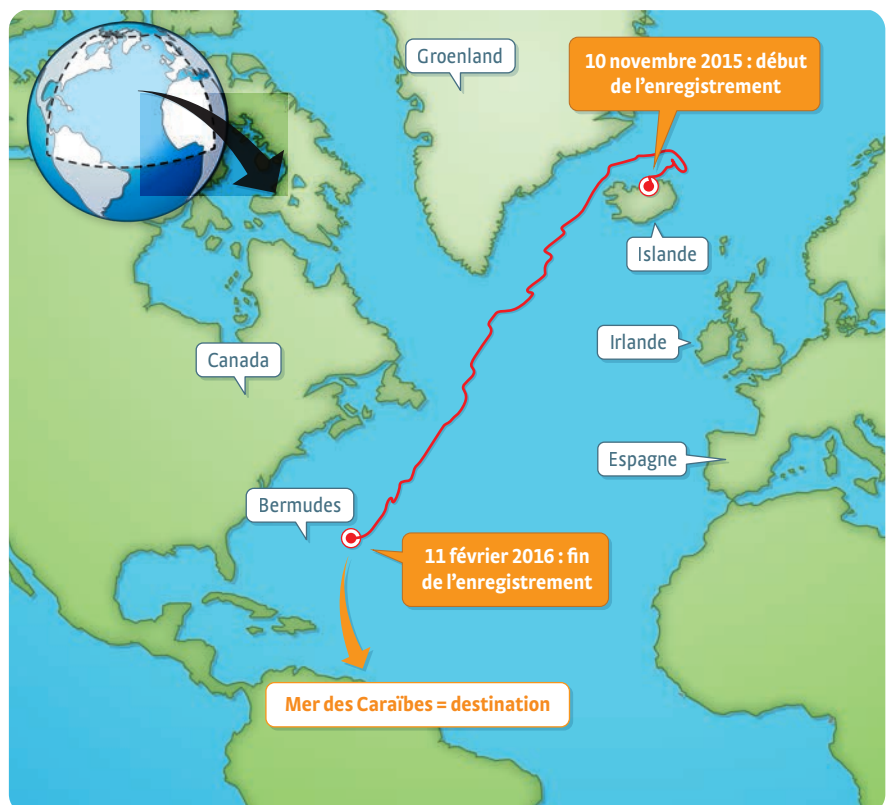 Groenland
10 novembre 2015 : début
de l’enregistrement
Islande
Irlande
Canada
Espagne
Bermudes
11 février 2016 : fin
de l’enregistrement
Mer des Caraïbes = destination